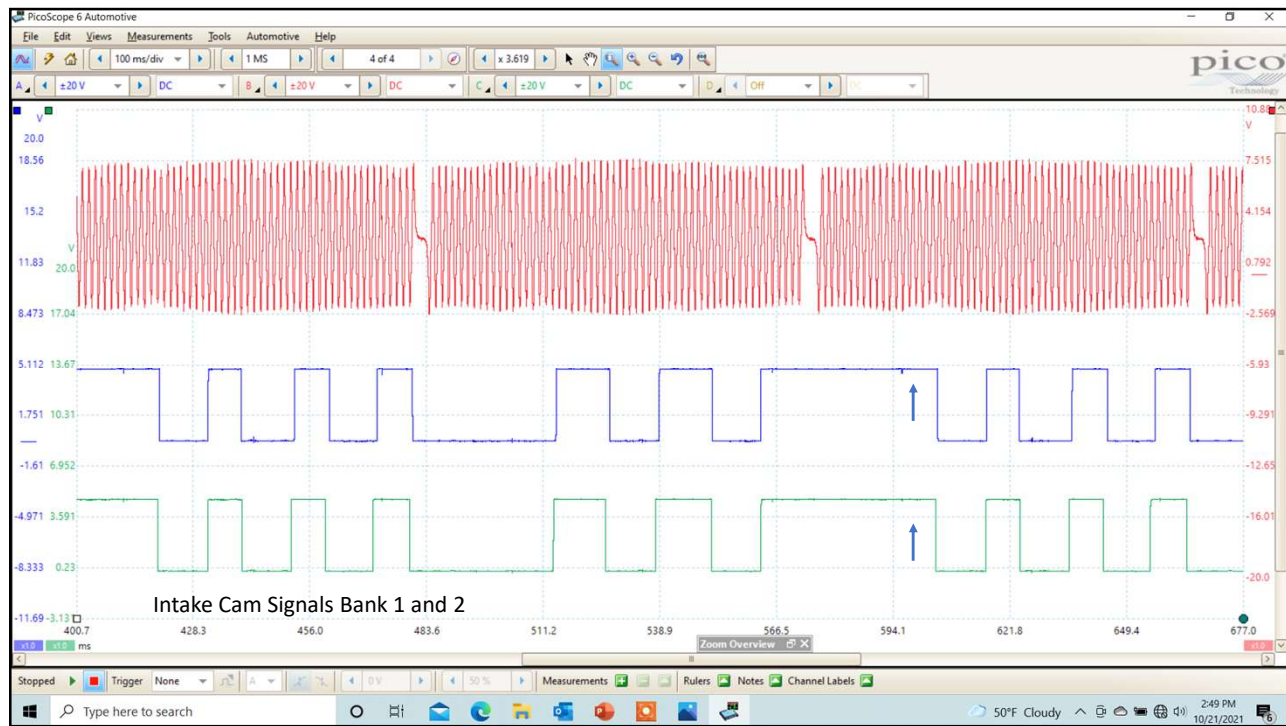 PicoScope 6 Automotive
File Edit Views Measurements Tools Automotive Help
100 ms/div 1 MS 4 of 4 x 3.619
pico
Technology
A ±20 V DC B ±20 V DC C ±20 V DC D Off DC
V 10.88
20.0 V
18.56 7.515
15.2 4.154
V
11.83 20.0 0.792
8.473 17.04 -2.569
5.112 13.67 -5.93
1.751 10.31 -9.291
-1.61 6.952 -12.65
-4.971 3.591 -16.01
-8.333 0.23 -20.0
Intake Cam Signals Bank 1 and 2
-11.69 -3.131
400.7 428.3 456.0 483.6 511.2 538.9 566.5 594.1 621.8 649.4 677.0
x1.0 x1.0 ms Zoom Overview x1.0
Stopped Trigger None A 0 V 50 % Measurements Rulers Notes Channel Labels
Type here to search 50°F Cloudy 2:49 PM
10/21/2021